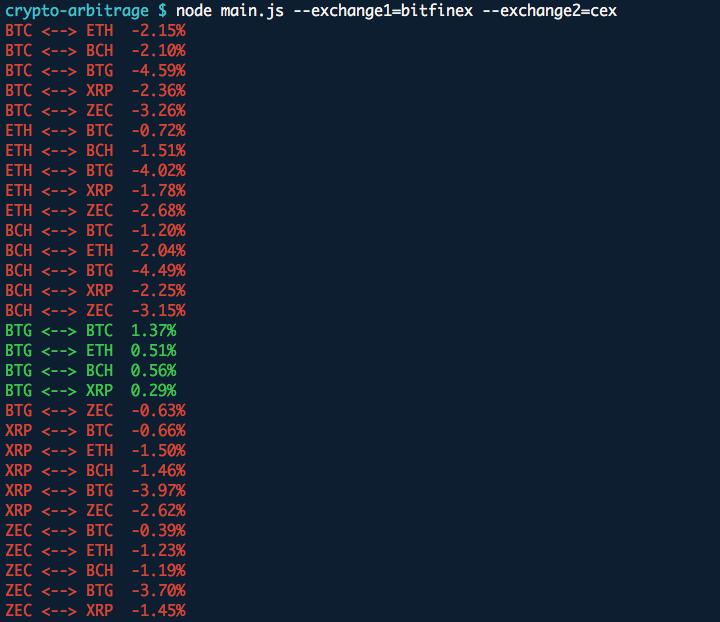 crypto-arbitrage $ node main.js --exchange1=bitfinex --exchange2=cex
BTC <--> ETH -2.15%
BTC <--> BCH -2.10%
BTC <--> BTG -4.59%
BTC <--> XRP -2.36%
BTC <--> ZEC -3.26%
ETH <--> BTC -0.72%
ETH <--> BCH -1.51%
ETH <--> BTG -4.02%
ETH <--> XRP -1.78%
ETH <--> ZEC -2.68%
BCH <--> BTC -1.20%
BCH <--> ETH -2.04%
BCH <--> BTG -4.49%
BCH <--> XRP -2.25%
BCH <--> ZEC -3.15%
BTG <--> BTC 1.37%
BTG <--> ETH 0.51%
BTG <--> BCH 0.56%
BTG <--> XRP 0.29%
BTG <--> ZEC -0.63%
XRP <--> BTC -0.66%
XRP <--> ETH -1.50%
XRP <--> BCH -1.46%
XRP <--> BTG -3.97%
XRP <--> ZEC -2.62%
ZEC <--> BTC -0.39%
ZEC <--> ETH -1.23%
ZEC <--> BCH -1.19%
ZEC <--> BTG -3.70%
ZEC <--> XRP -1.45%